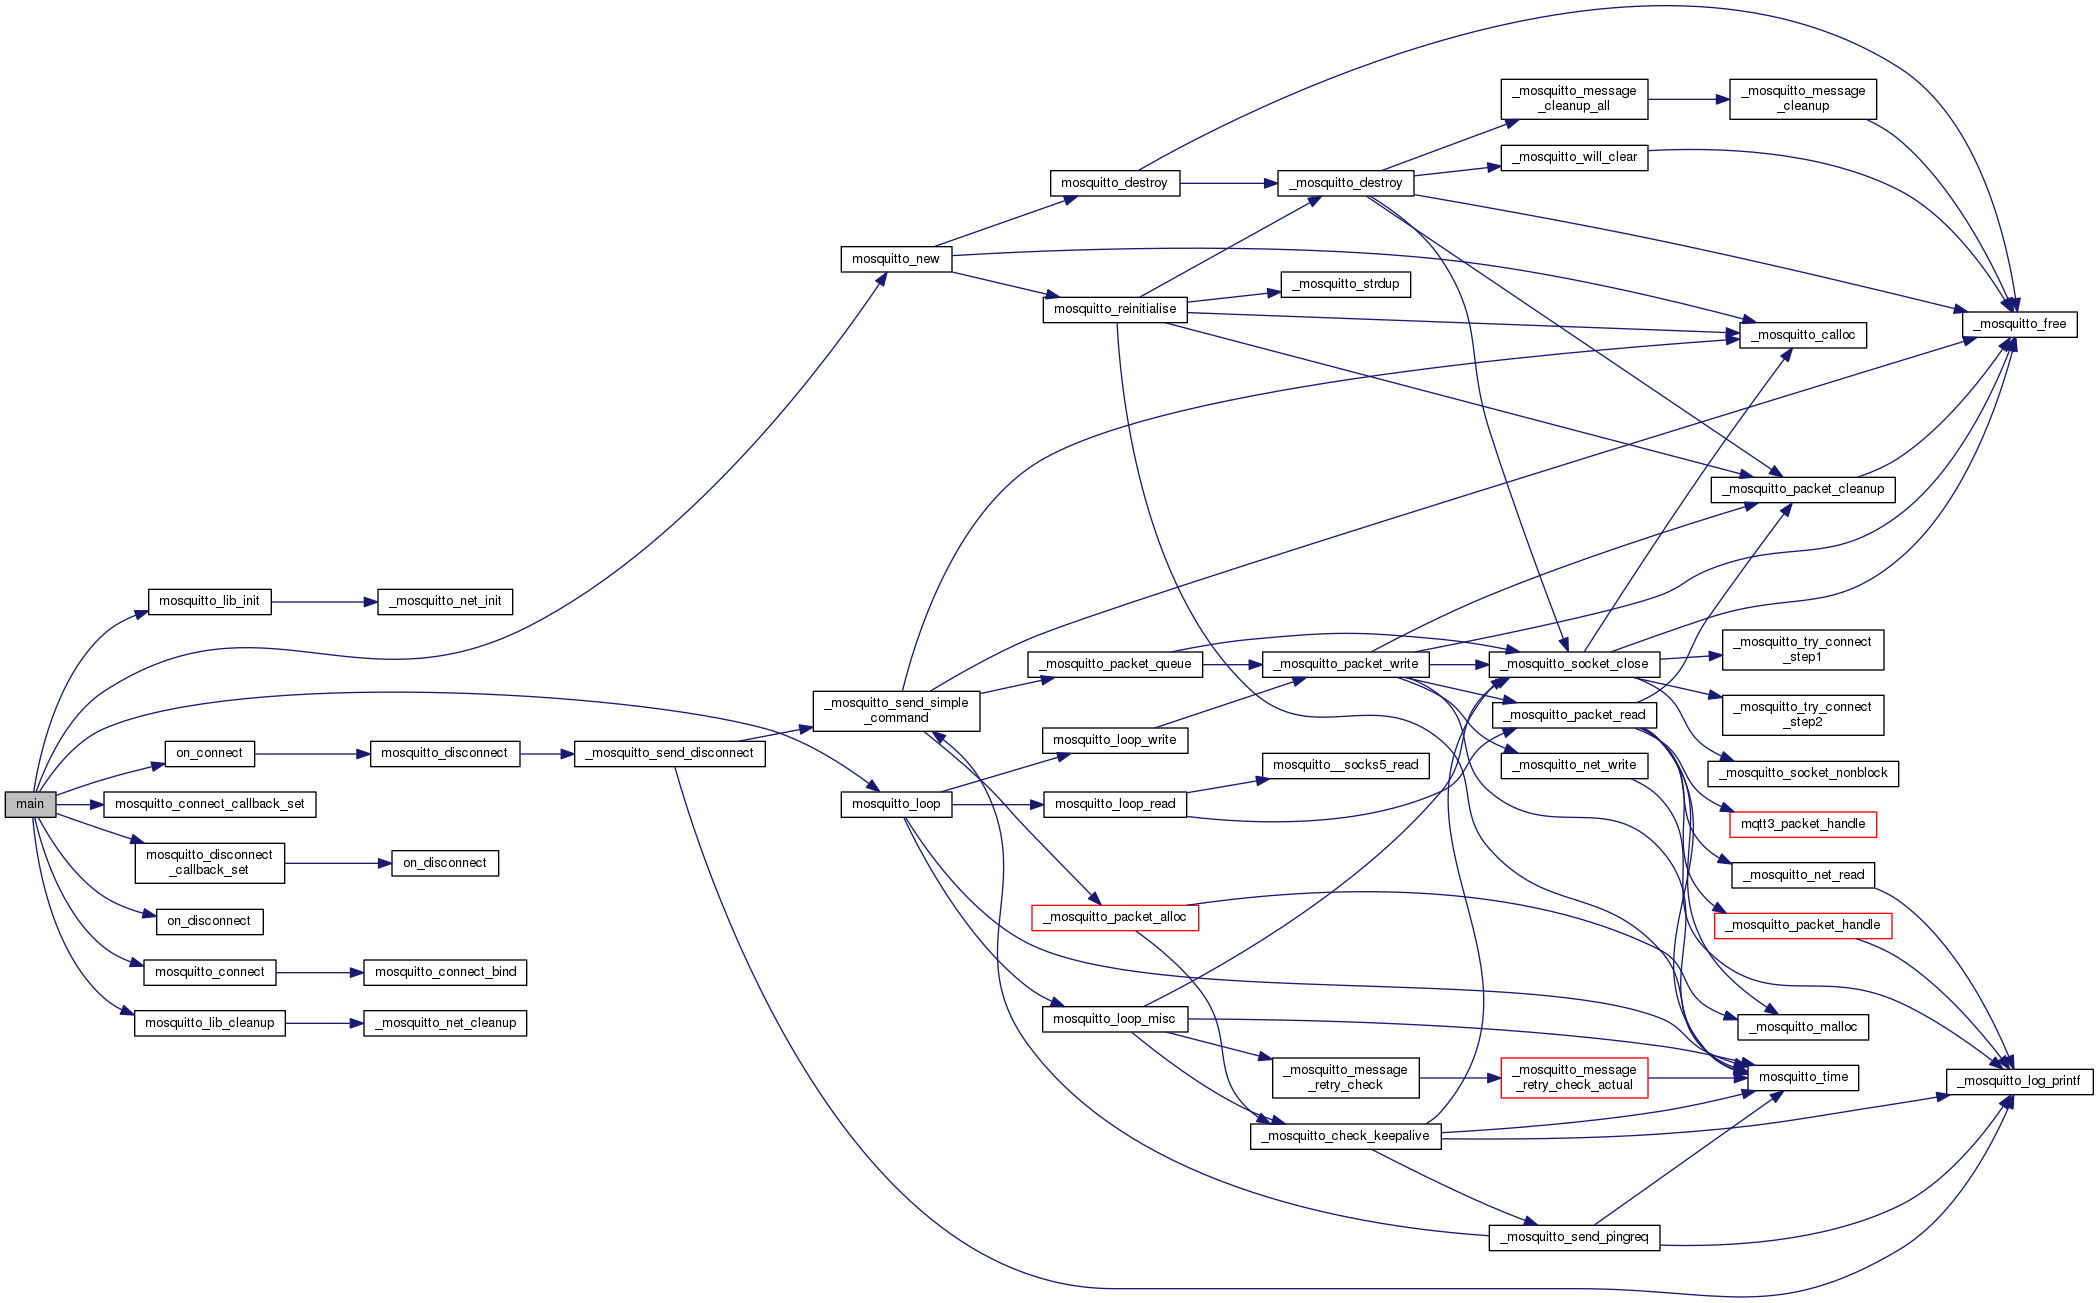 main
mosquitto_lib_init
_mosquitto_net_init
on_connect
mosquitto_disconnect
_mosquitto_send_disconnect
mosquitto_connect_callback_set
mosquitto_disconnect
_callback_set
on_disconnect
on_disconnect
mosquitto_connect
mosquitto_connect_bind
mosquitto_lib_cleanup
_mosquitto_net_cleanup
mosquitto_new
_mosquitto_send_simple
_command
mosquitto_loop
mosquitto_destroy
mosquitto_reinitialise
_mosquitto_packet_queue
mosquitto_loop_write
mosquitto_loop_read
_mosquitto_packet_alloc
mosquitto_loop_misc
_mosquitto_destroy
_mosquitto_strdup
_mosquitto_packet_write
mosquitto__socks5_read
_mosquitto_message
_retry_check
_mosquitto_check_keepalive
_mosquitto_message
_cleanup_all
_mosquitto_will_clear
_mosquitto_socket_close
_mosquitto_packet_read
_mosquitto_net_write
_mosquitto_message
_retry_check_actual
_mosquitto_send_pingreq
_mosquitto_message
_cleanup
_mosquitto_calloc
_mosquitto_packet_cleanup
_mosquitto_try_connect
_step1
_mosquitto_try_connect
_step2
_mosquitto_socket_nonblock
mqtt3_packet_handle
_mosquitto_net_read
_mosquitto_packet_handle
_mosquitto_malloc
mosquitto_time
_mosquitto_free
_mosquitto_log_printf